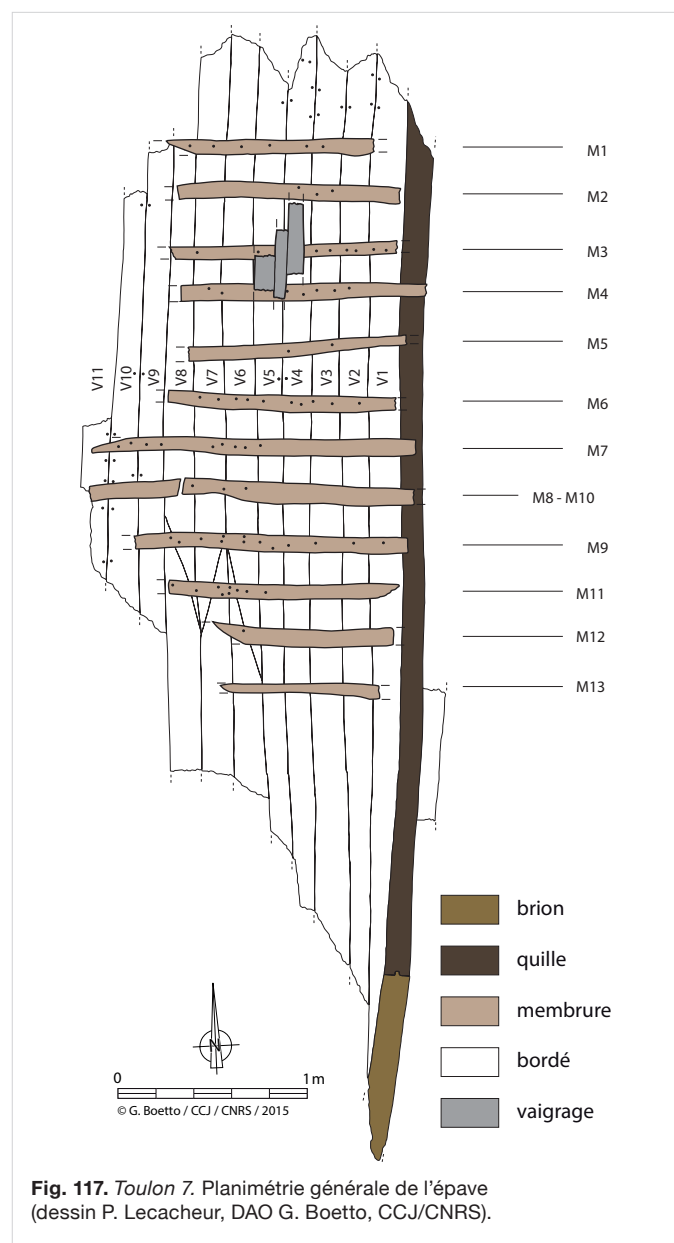 M1
M2
M3
M4
M5
V11
V10
V9
V8
V7
V6
V5
V4
V3
V2
V1
M6
M7
M8 - M10
M9
M11
M12
M13
brion
quille
membrure
bordé
vaigrage
N
0 1 m
© G. Boetto / CCJ / CNRS / 2015
Fig. 117. Toulon 7. Planimétrie générale de l'épave
(dessin P. Lecacheur, DAO G. Boetto, CCJ/CNRS).